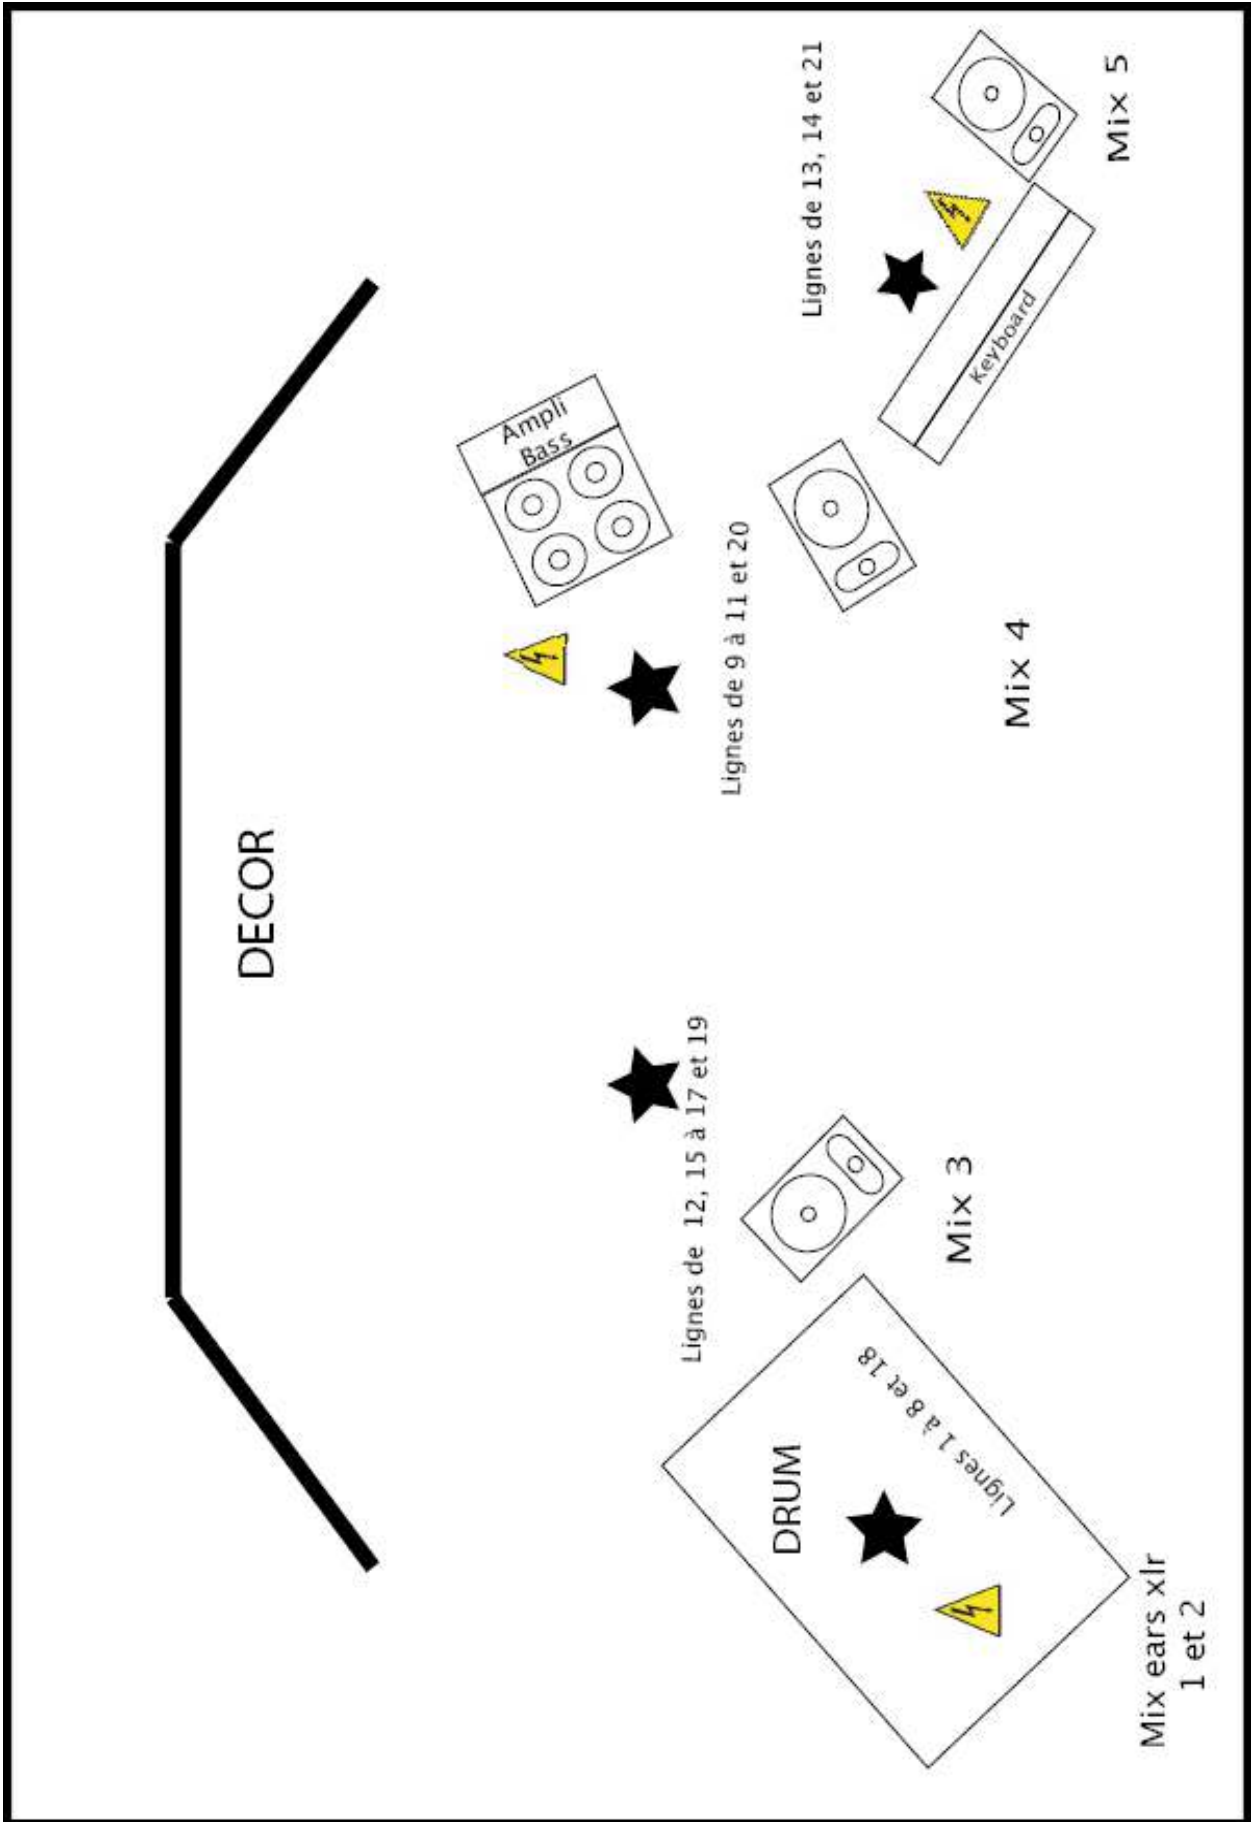 DECOR
Ampli
Bass
Lignes de 9 à 11 et 20
Mix 4
Lignes de 13, 14 et 21
Keyboard
Mix 5
Lignes de 12, 15 à 17 et 19
Mix 3
DRUM
Lignes 1 à 8 et 18
Mix ears xlr
1 et 2